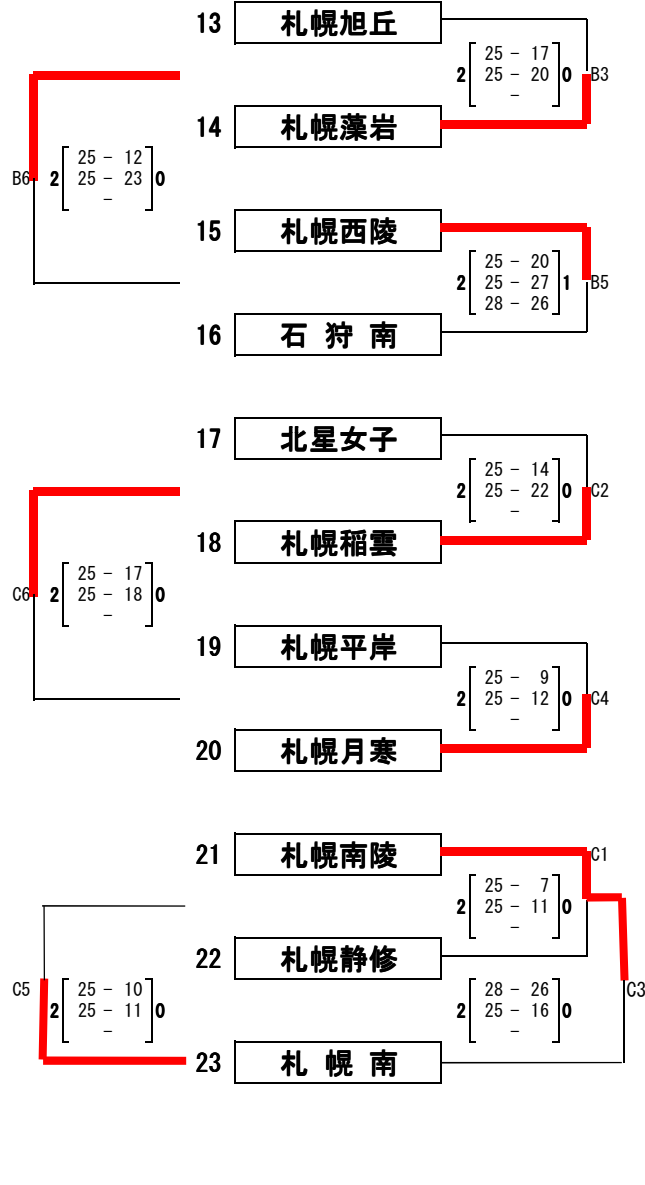 13 札幌旭丘
25 - 17
2 25 - 20 0 B3
-
14 札幌藻岩
25 - 12
B6 2 25 - 23 0
-
15 札幌西陵
25 - 20
2 25 - 27 1 B5
28 - 26
16 石狩南
17 北星女子
25 - 14
2 25 - 22 0 C2
-
18 札幌稲雲
25 - 17
C6 2 25 - 18 0
-
19 札幌平岸
25 - 9
2 25 - 12 0 C4
-
20 札幌月寒
21 札幌南陵 C1
25 - 7
2 25 - 11 0
-
22 札幌静修
C5 25 - 10
2 25 - 11 0
-
28 - 26 C3
2 25 - 16 0
-
23 札幌南